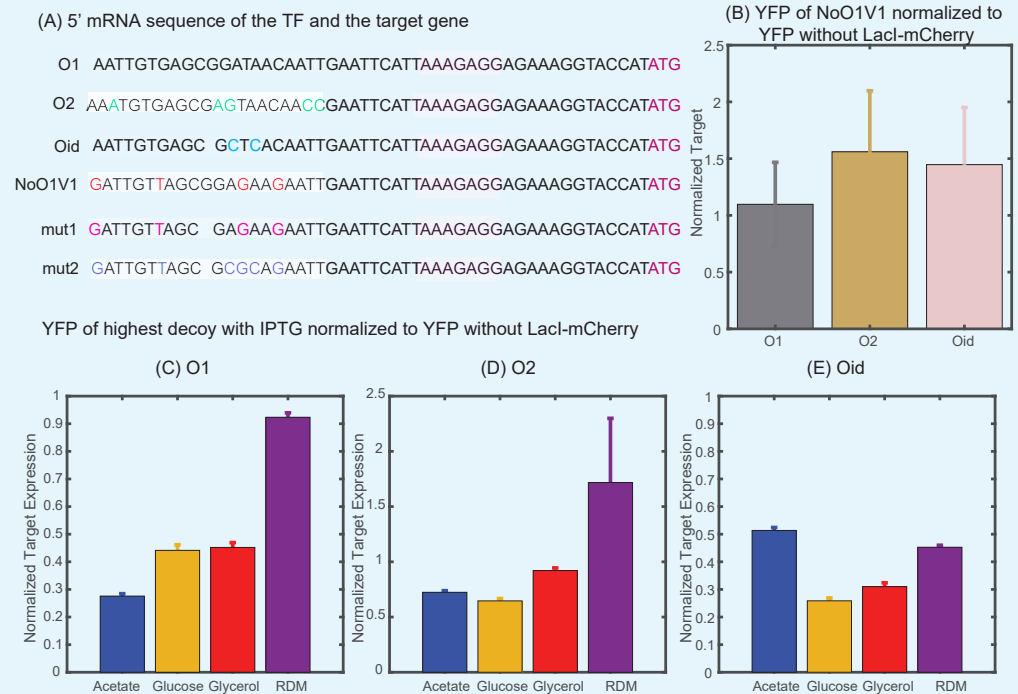 (A) 5' mRNA sequence of the TF and the target gene
O1 AATTGTGAGCGGATAACAATTGAATTCATTAAAGAGGAGAAAGGTACCATATG
O2 AAATGTGAGCGAGTAACAACCGAATTCATTAAAGAGGAGAAAGGTACCATATG
Oid AATTGTGAGC GCTCACAATTGAATTCATTAAAGAGGAGAAAGGTACCATATG
NoO1V1 GATTGTTAGCGGAGAAGAATTGAATTCATTAAAGAGGAGAAAGGTACCATATG
mut1 GATTGTTAGC GAGAAGAATTGAATTCATTAAAGAGGAGAAAGGTACCATATG
mut2 GATTGTTAGC GCGCAGAATTGAATTCATTAAAGAGGAGAAAGGTACCATATG
(B) YFP of NoO1V1 normalized to
YFP without LacI-mCherry
2.5
2
1.5
1
0.5
0
Normalized Target
O1 O2 Oid
YFP of highest decoy with IPTG normalized to YFP without LacI-mCherry
(C) O1
1
0.9
0.8
0.7
0.6
0.5
0.4
0.3
0.2
0.1
0
Normalized Target Expression
Acetate Glucose Glycerol RDM
(D) O2
2.5
2
1.5
1
0.5
0
Normalized Target Expression
Acetate Glucose Glycerol RDM
(E) Oid
1
0.9
0.8
0.7
0.6
0.5
0.4
0.3
0.2
0.1
0
Normalized Target Expression
Acetate Glucose Glycerol RDM